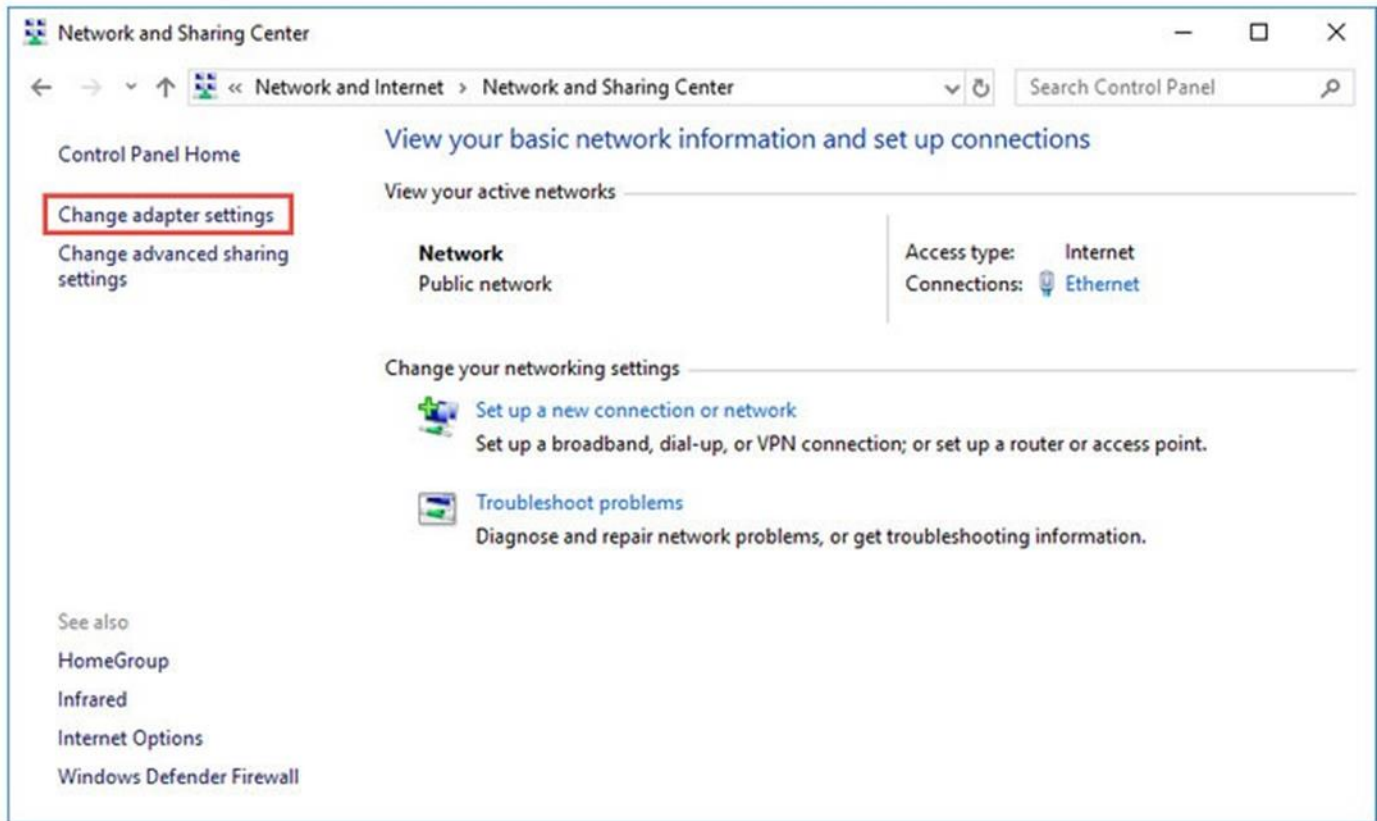 Network and Sharing Center
« Network and Internet > Network and Sharing Center
Search Control Panel
Control Panel Home
Change adapter settings
Change advanced sharing
settings
View your basic network information and set up connections
View your active networks
Network
Public network
Access type: Internet
Connections: Ethernet
Change your networking settings
Set up a new connection or network
Set up a broadband, dial-up, or VPN connection; or set up a router or access point.
Troubleshoot problems
Diagnose and repair network problems, or get troubleshooting information.
See also
HomeGroup
Infrared
Internet Options
Windows Defender Firewall